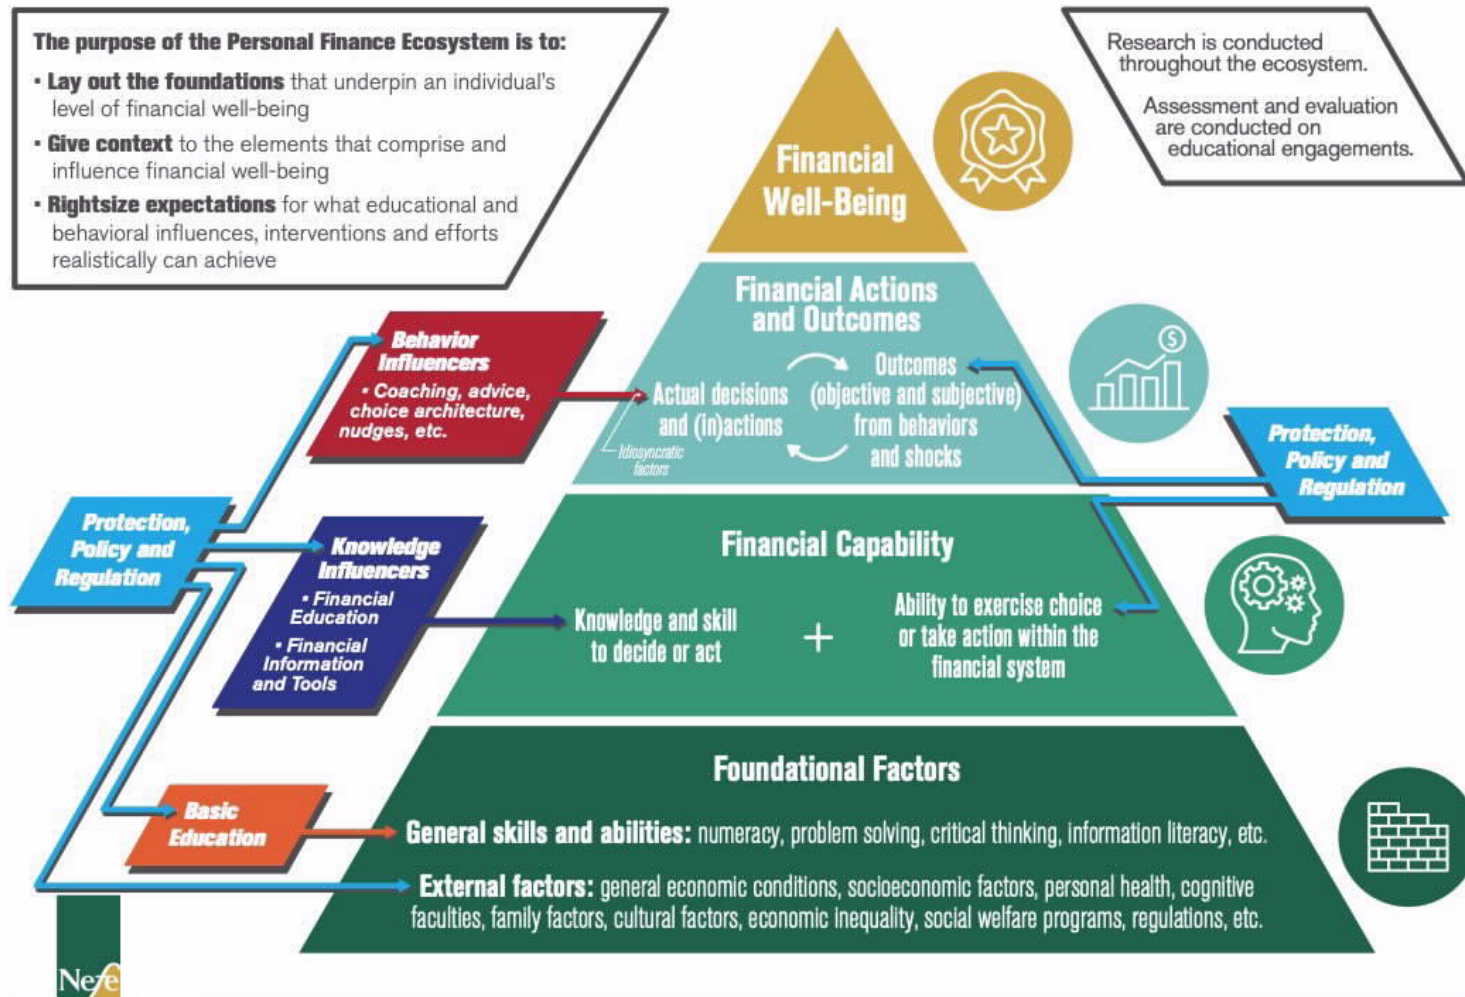 The purpose of the Personal Finance Ecosystem is to:
• Lay out the foundations that underpin an individual's
level of financial well-being
• Give context to the elements that comprise and
influence financial well-being
• Rightsize expectations for what educational and
behavioral influences, interventions and efforts
realistically can achieve
Research is conducted
throughout the ecosystem.
Assessment and evaluation
are conducted on
educational engagements.
Financial
Well-Being
Financial Actions
and Outcomes
Actual decisions
and (in)actions
Idiosyncratic
factors
Outcomes
(objective and subjective)
from behaviors
and shocks
$
Behavior
Influencers
• Coaching, advice,
choice architecture,
nudges, etc.
Protection,
Policy and
Regulation
Protection,
Policy and
Regulation
Knowledge
Influencers
• Financial
Education
• Financial
Information
and Tools
Financial Capability
Knowledge and skill
to decide or act
+
Ability to exercise choice
or take action within the
financial system
Foundational Factors
Basic
Education
General skills and abilities: numeracy, problem solving, critical thinking, information literacy, etc.
External factors: general economic conditions, socioeconomic factors, personal health, cognitive
faculties, family factors, cultural factors, economic inequality, social welfare programs, regulations, etc.
Nefe